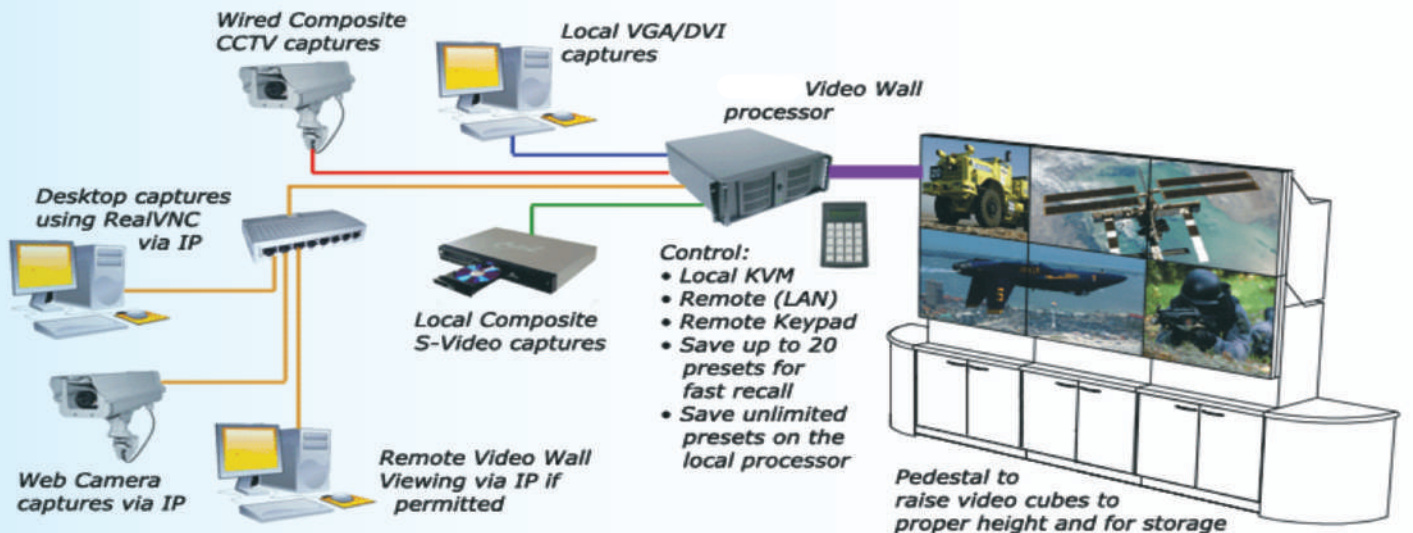 Wired Composite
CCTV captures
Local VGA/DVI
captures
Video Wall
processor
Desktop captures
using RealVNC
via IP
Local Composite
S-Video captures
Control:
• Local KVM
• Remote (LAN)
• Remote Keypad
• Save up to 20
presets for
fast recall
• Save unlimited
presets on the
local processor
Web Camera
captures via IP
Remote Video Wall
Viewing via IP if
permitted
Pedestal to
raise video cubes to
proper height and for storage